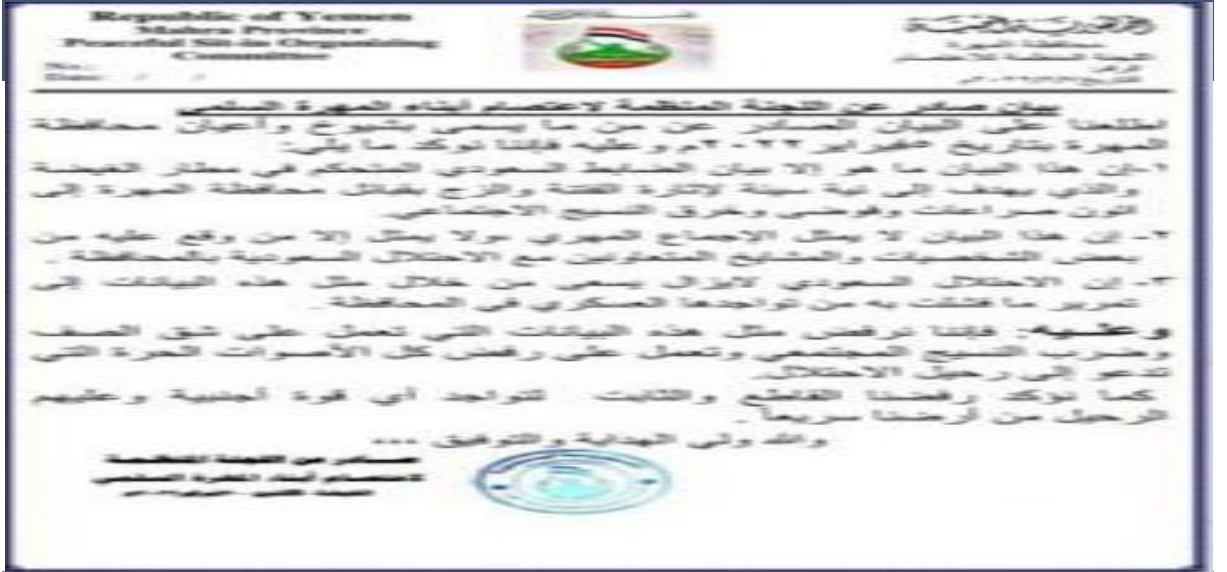 Republic of Yemen
Mahra Province
Peaceful Sit-in Organizing
Committee
No.:
Date: / /
محافظة المهرة
اللجنة المنظمة للاعتصام
بيان صادر عن اللجنة المنظمة لاعتصام أبناء المهرة السلمي
اطلعنا على البيان الصادر عن من ما يسمى بشيوخ وأعيان محافظة
المهرة بتاريخ فبراير ٢٠٢٢م وعليه فإننا نؤكد ما يلي:
١-إن هذا البيان ما هو إلا بيان الضابط السعودي المتحكم في مطار الغيضة
والذي يهدف إلى نية سيئة لإثارة الفتنة والزج بقبائل محافظة المهرة إلى
اتون صراعات وفوضى وخرق النسيج الاجتماعي.
٢- إن هذا البيان لا يمثل الإجماع المهري ولا يمثل إلا من وقع عليه من
بعض الشخصيات والمشايخ المتعاونين مع الاحتلال السعودية بالمحافظة .
٣- إن الاحتلال السعودي لايزال يسعى من خلال مثل هذه البيانات إلى
تمرير ما فشلت به من تواجدها العسكري في المحافظة.
وعليه. فإننا نرفض مثل هذه البيانات التي تعمل على شق الصف
وضرب النسيج المجتمعي وتعمل على رفض كل الأصوات الحرة التي
تدعو إلى رحيل الاحتلال.
كما نؤكد رفضنا القاطع والثابت لتواجد أي قوة أجنبية وعليهم
الرحيل من أرضنا سريعاً .
والله ولي الهداية والتوفيق ...
صادر عن اللجنة المنظمة
لاعتصام أبناء المهرة السلمي